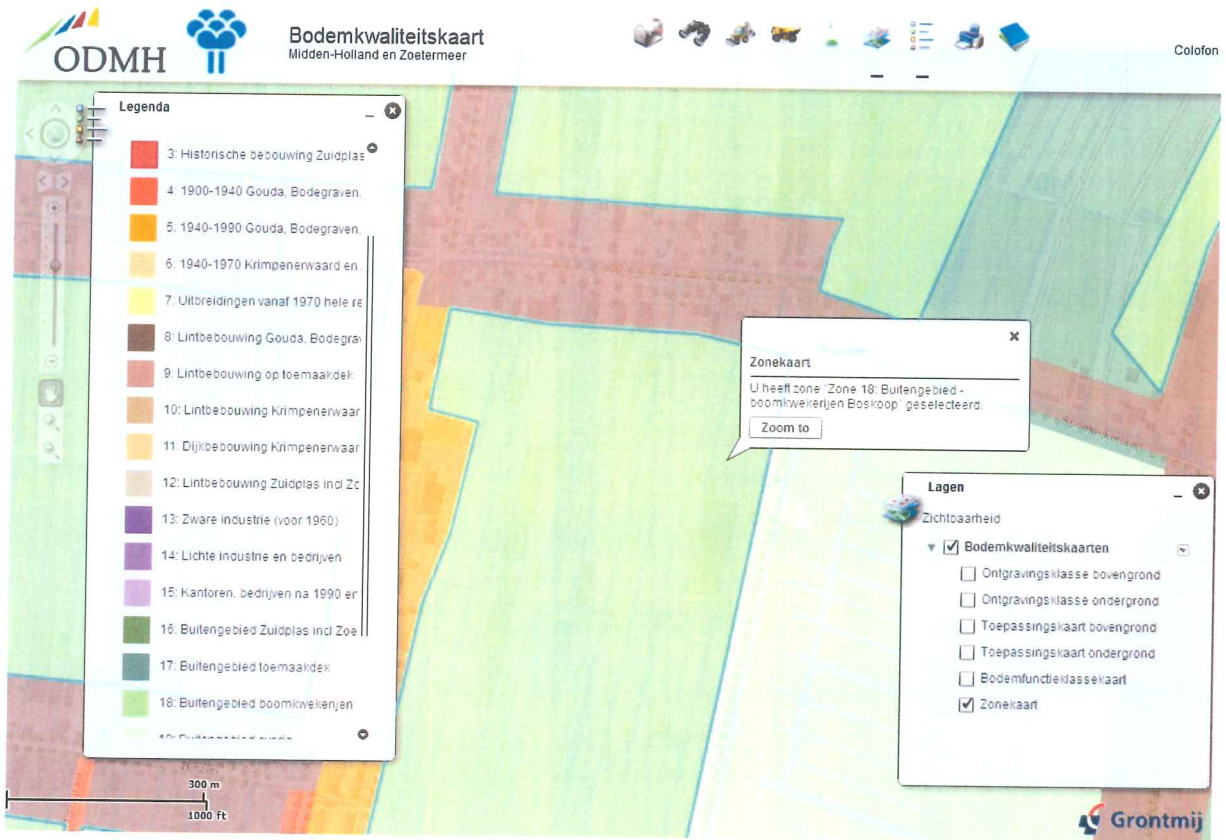 ODMH
Bodemkwaliteitskaart
Midden-Holland en Zoetermeer
Colofon
Legenda
3: Historische bebouwing Zuidplas
4: 1900-1940 Gouda, Bodegraven,
5: 1940-1990 Gouda, Bodegraven,
6: 1940-1970 Krimpenerwaard en
7: Uitbreidingen vanaf 1970 hele re
8: Lintbebouwing Gouda, Bodegra
9: Lintbebouwing op toemaakdek
10: Lintbebouwing Krimpenerwaar
11: Dijkbebouwing Krimpenerwaar
12: Lintbebouwing Zuidplas incl Zo
13: Zware industrie (voor 1960)
14: Lichte industrie en bedrijven
15: Kantoren, bedrijven na 1990 en
16: Buitengebied Zuidplas incl Zoe
17: Buitengebied toemaakdek
18: Buitengebied boomkwekerijen
300 m
1000 ft
Zonekaart
U heeft zone "Zone 18: Buitengebied -
boomkwekerijen Boskoop" geselecteerd.
Zoom to
Lagen
Zichtbaarheid
Bodemkwaliteitskaarten
Ontgravingsklasse bovengrond
Ontgravingsklasse ondergrond
Toepassingskaart bovengrond
Toepassingskaart ondergrond
Bodemfunctieklassekaart
Zonekaart
Grontmij